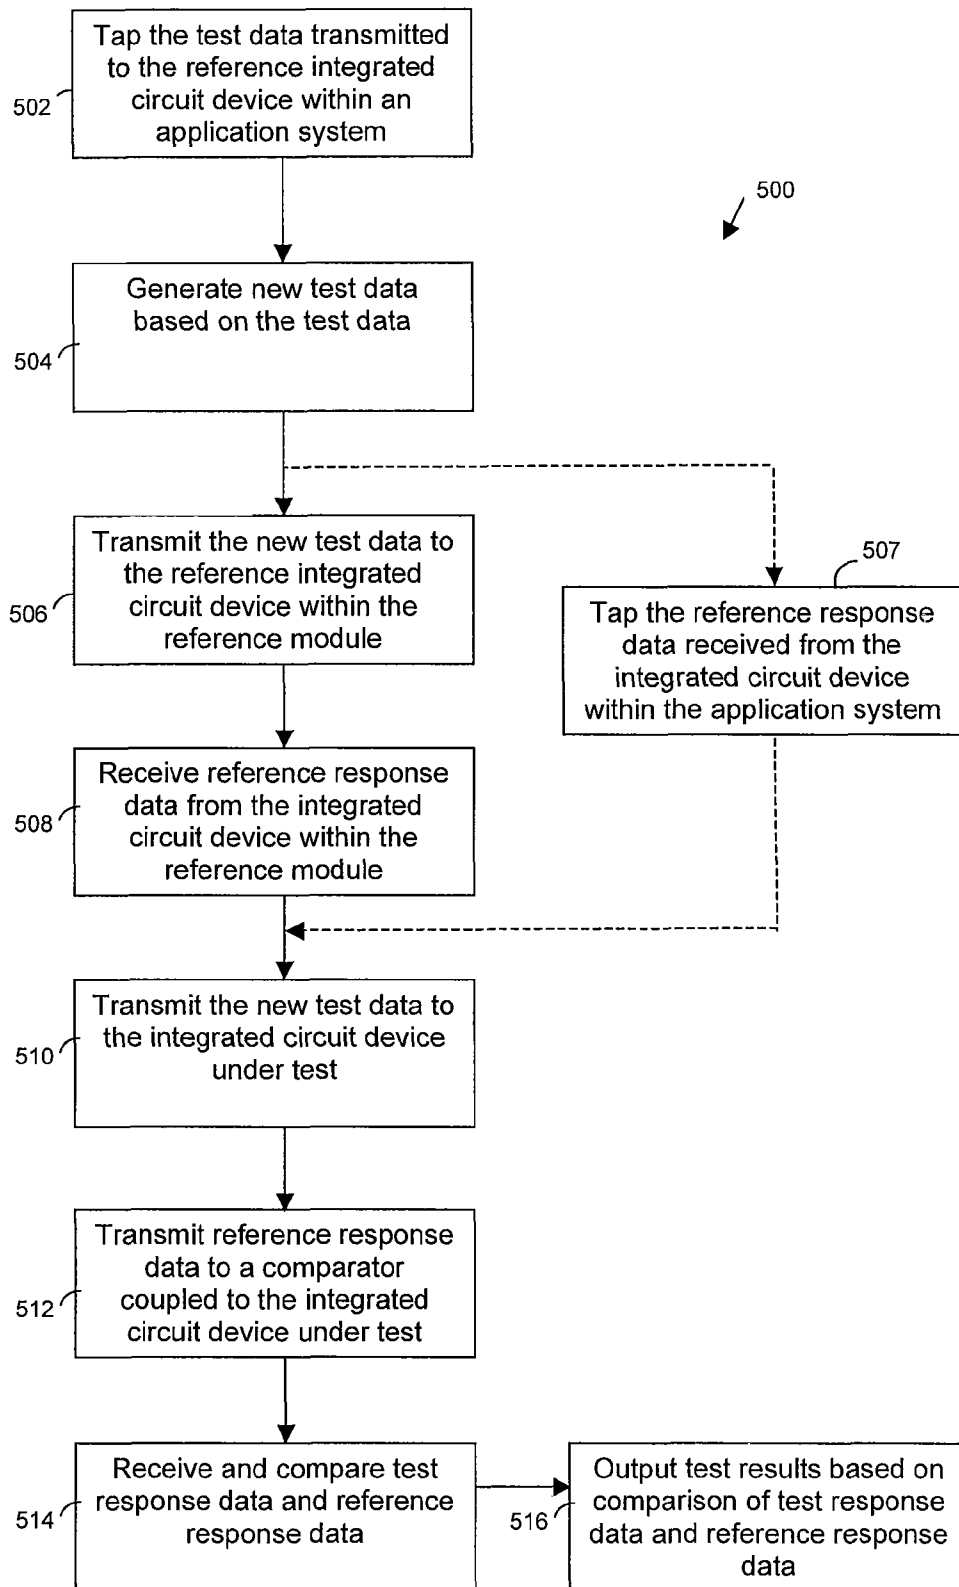 Tap the test data transmitted
to the reference integrated
circuit device within an
application system
502
500
Generate new test data
based on the test data
504
Transmit the new test data to
the reference integrated
circuit device within the
reference module
506
507
Tap the reference response
data received from the
integrated circuit device
within the application system
Receive reference response
data from the integrated
circuit device within the
reference module
508
Transmit the new test data to
the integrated circuit device
under test
510
Transmit reference response
data to a comparator
coupled to the integrated
circuit device under test
512
Receive and compare test
response data and reference
response data
514
Output test results based on
comparison of test response
data and reference response
data
516